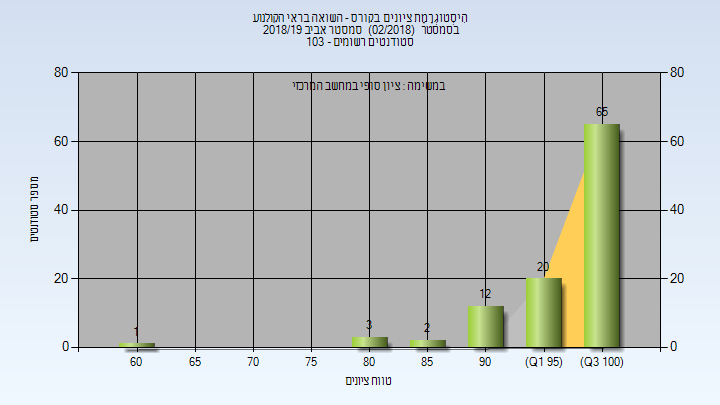 הִיסְטוֹגְרַמַת ציונים בקורס - השואה בראי הקולנוע
בסמסטר (02/2018) סמסטר אביב 2018/19
סטודנטים רשומים - 103
במשימה : ציון סופי במחשב המרכזי
80 80
65
60 60
מספר סטודנטים
40 40
20 20
20
12
3
2
1
0 0
60 65 70 75 80 85 90 (Q1 95) (Q3 100)
טווח ציונים